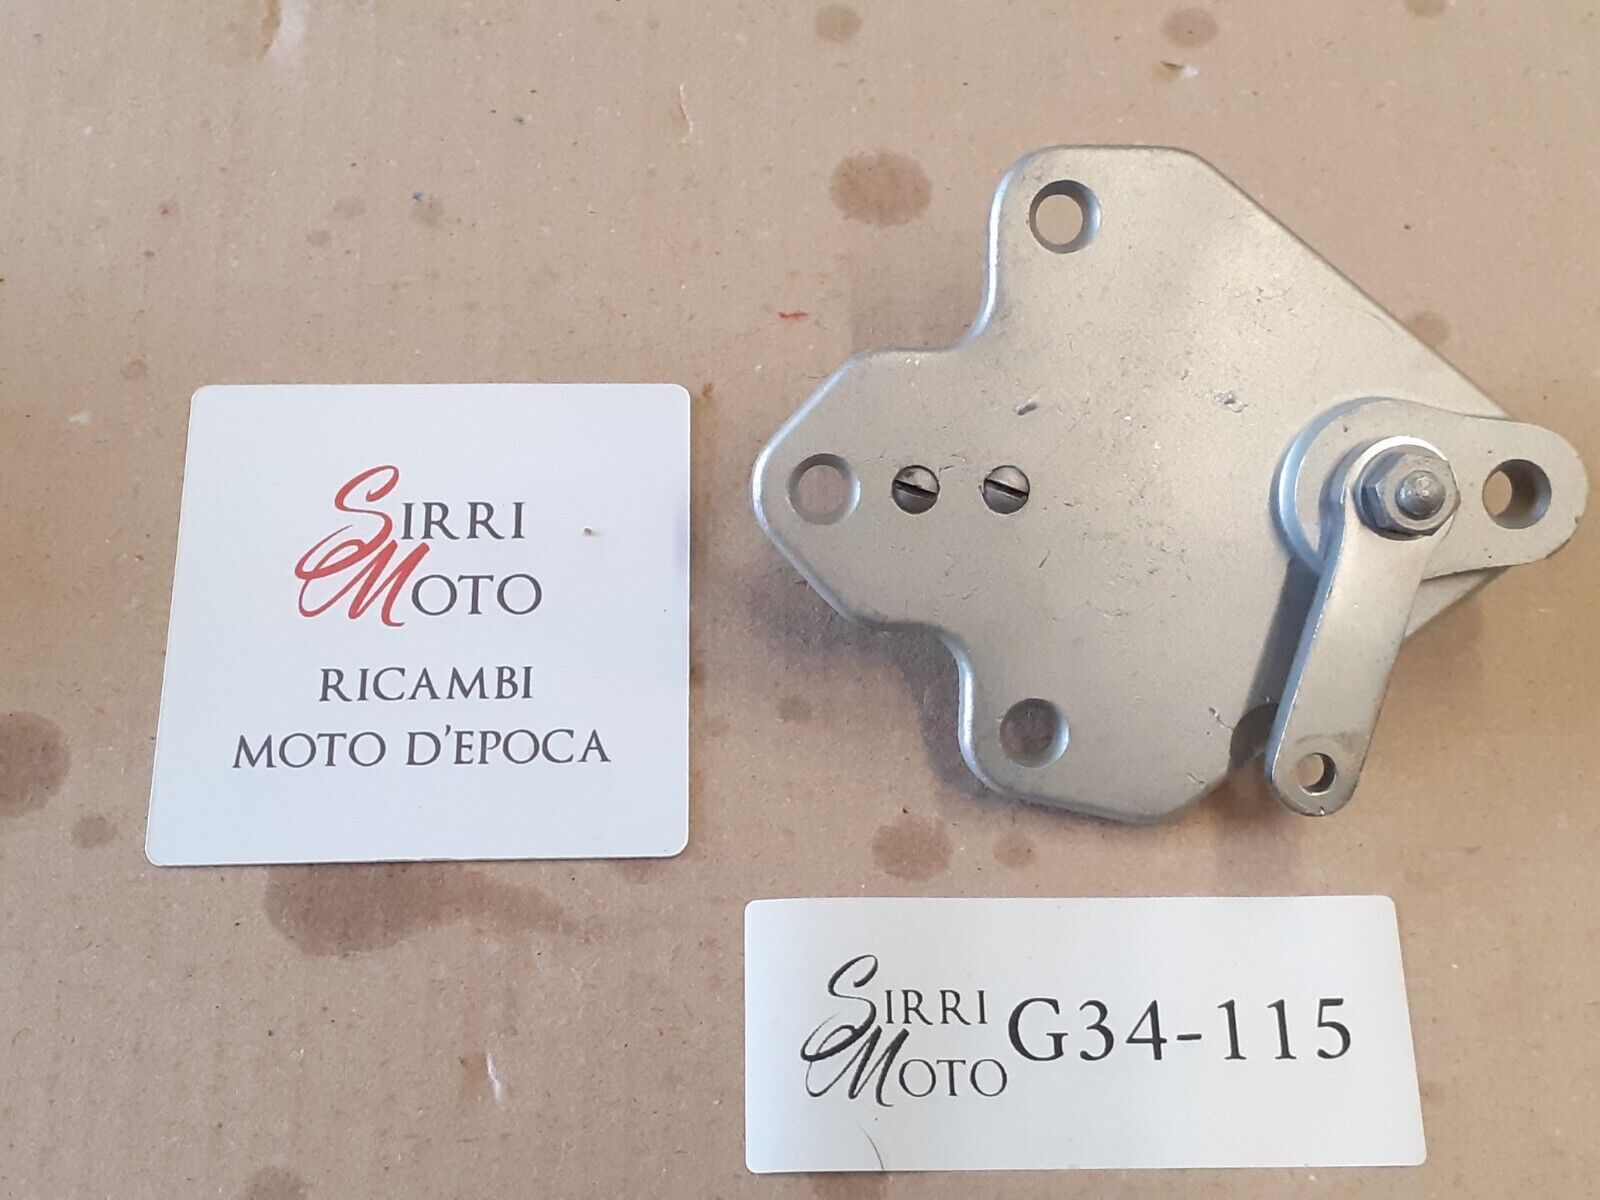 SIRRI
MOTO
RICAMBI
MOTO D'EPOCA
SIRRI
MOTO
G34-115